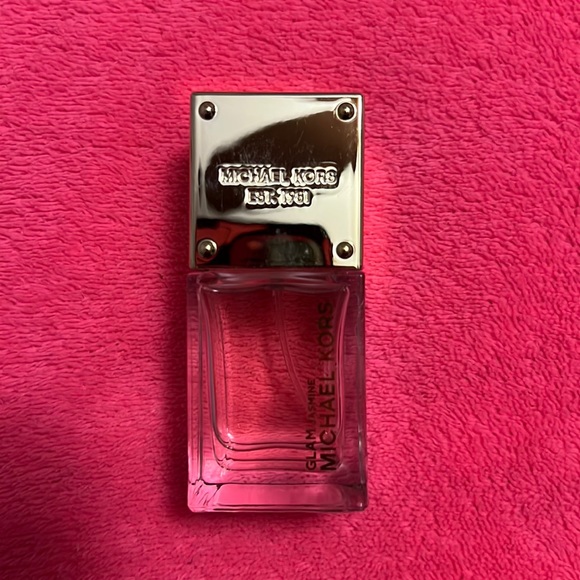 MICHAEL KORS
EST. 1981
GLAM JASMINE
MICHAEL KORS